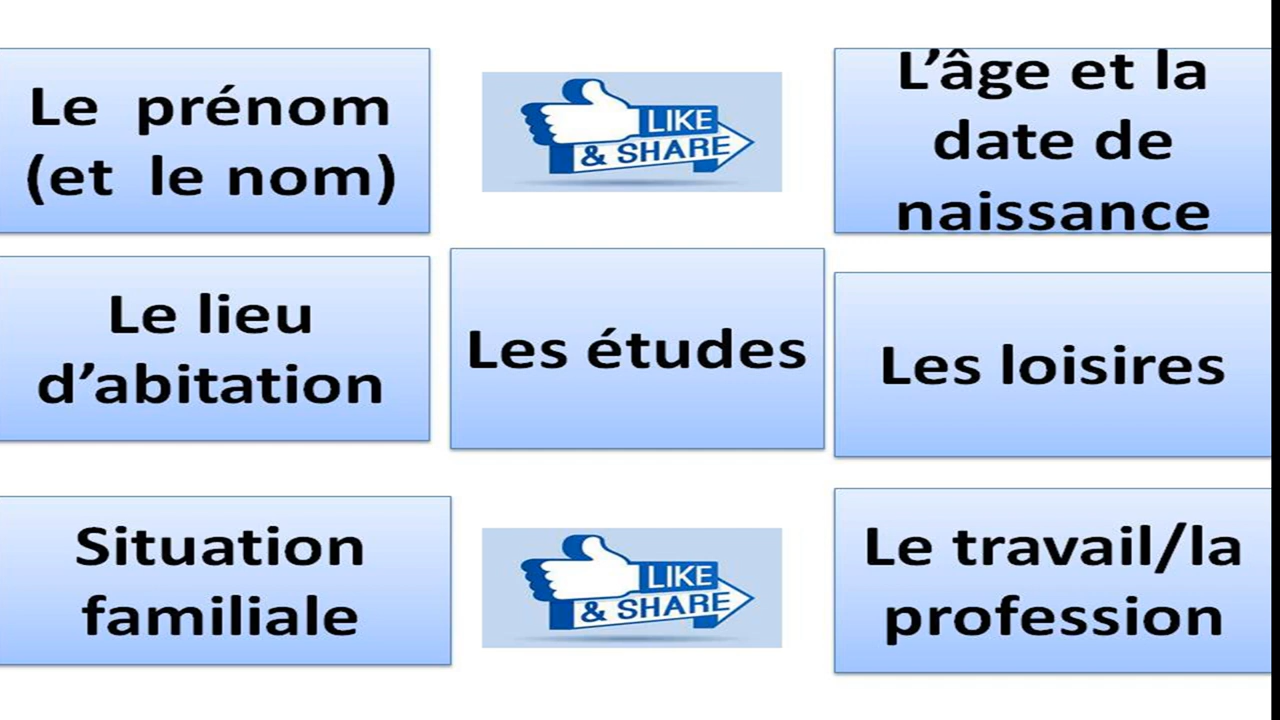 Le prénom
(et le nom)
LIKE
& SHARE
L’âge et la
date de
naissance
Le lieu
d’abitation
Les études
Les loisires
Situation
familiale
LIKE
& SHARE
Le travail/la
profession